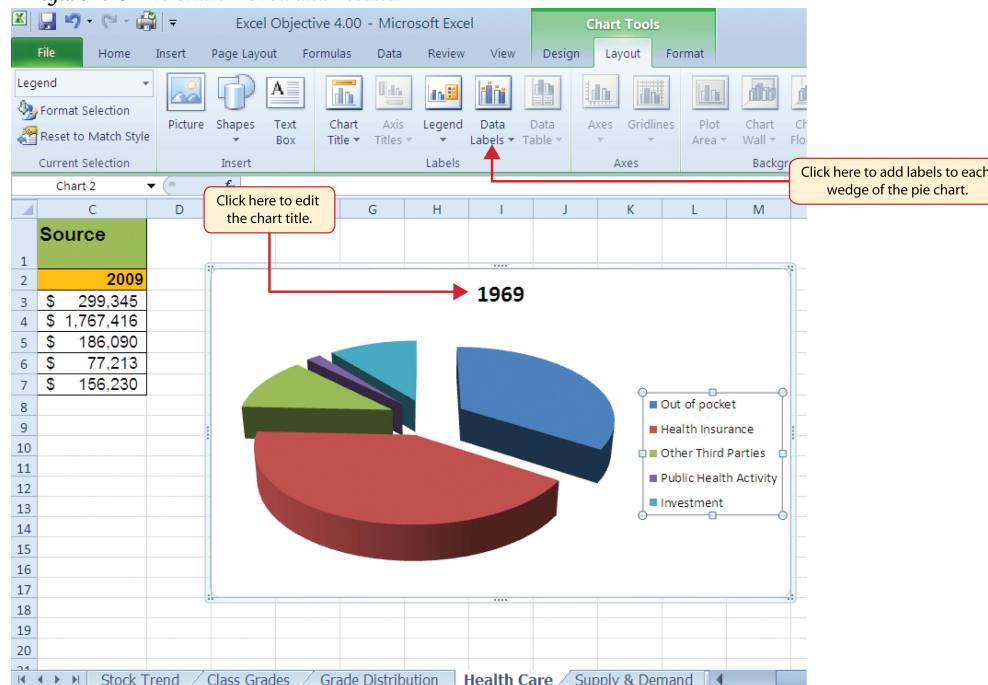 Excel Objective 4.00 - Microsoft Excel
Chart Tools
File Home Insert Page Layout Formulas Data Review View Design Layout Format
Legend
Format Selection
Reset to Match Style
Current Selection
Picture Shapes Text Box
Insert
Chart Title Axis Titles Legend Data Labels Data Table
Labels
Axes Gridlines
Axes
Plot Area Chart Wall Ch Flo
Backgr
Click here to add labels to each
wedge of the pie chart.
Chart 2
Click here to edit
the chart title.
C D G H I J K L M
1 Source
2 2009
3 $ 299,345
4 $ 1,767,416
5 $ 186,090
6 $ 77,213
7 $ 156,230
8
9
10
11
12
13
14
15
16
17
18
19
20
21
1969
Out of pocket
Health Insurance
Other Third Parties
Public Health Activity
Investment
Stock Trend Class Grades Grade Distribution Health Care Supply & Demand